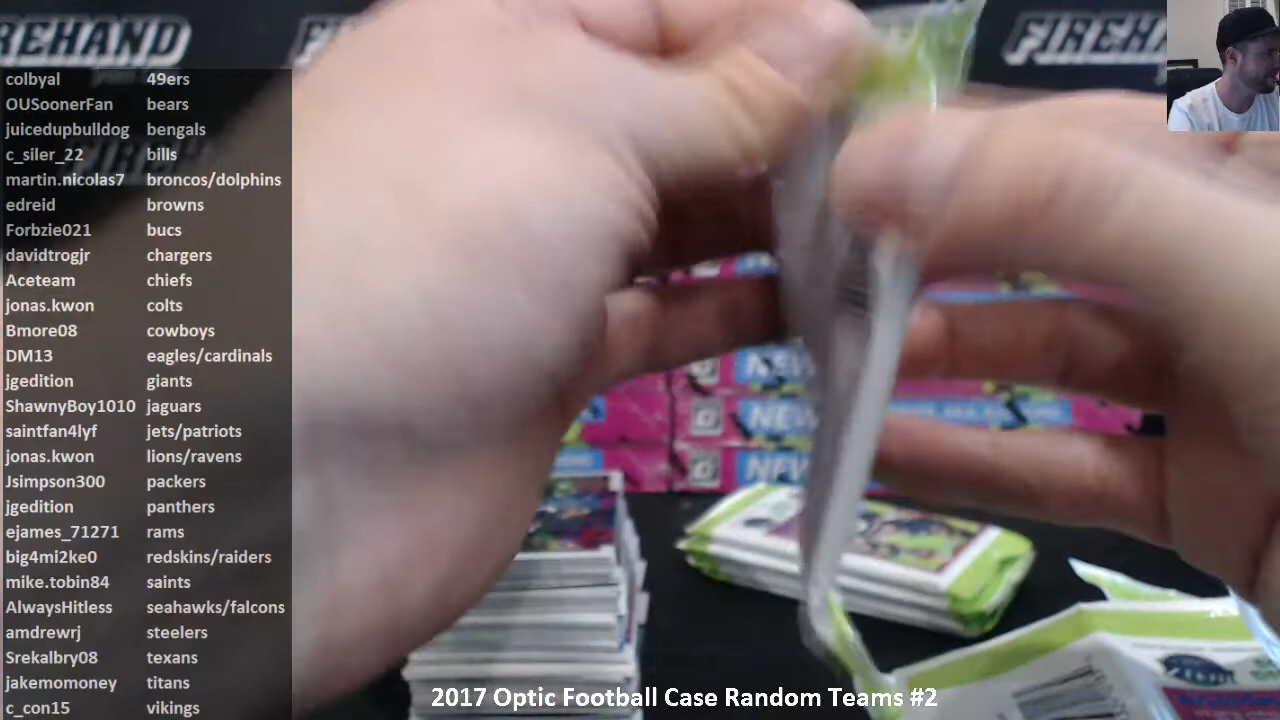 FIREHAND
colbyal 49ers
OUSoonerFan bears
juicedupbulldog bengals
c_siler_22 bills
martin.nicolas7 broncos/dolphins
edreid browns
Forbzie021 bucs
davidtrogjr chargers
Aceteam chiefs
jonas.kwon colts
Bmore08 cowboys
DM13 eagles/cardinals
jgedition giants
ShawnyBoy1010 jaguars
saintfan4lyf jets/patriots
jonas.kwon lions/ravens
Jsimpson300 packers
jgedition panthers
ejames_71271 rams
big4mi2ke0 redskins/raiders
mike.tobin84 saints
AlwaysHitless seahawks/falcons
amdrewrj steelers
Srekalbry08 texans
jakemomoney titans
c_con15 vikings
NEW
NEW
NEW
2017 Optic Football Case Random Teams #2